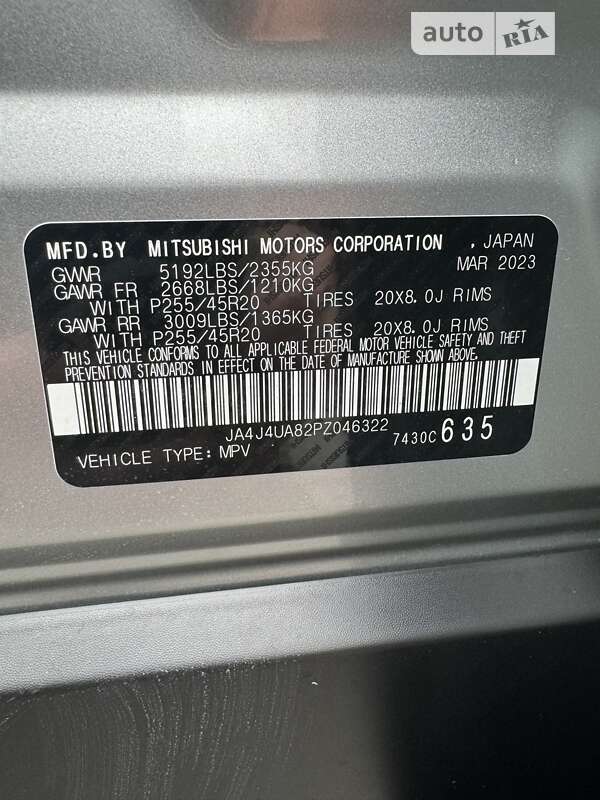 auto RIA
MFD.BY MITSUBISHI MOTORS CORPORATION , JAPAN
GVWR 5192LBS/2355KG MAR 2023
GAWR FR 2668LBS/1210KG
WITH P255/45R20 TIRES 20X8.0J RIMS
GAWR RR 3009LBS/1365KG
WITH P255/45R20 TIRES 20X8.0J RIMS
THIS VEHICLE CONFORMS TO ALL APPLICABLE FEDERAL MOTOR VEHICLE SAFETY AND THEFT
PREVENTION STANDARDS IN EFFECT ON THE DATE OF MANUFACTURE SHOWN ABOVE.
JA4J4UA82PZ046322 7430C 635
VEHICLE TYPE: MPV